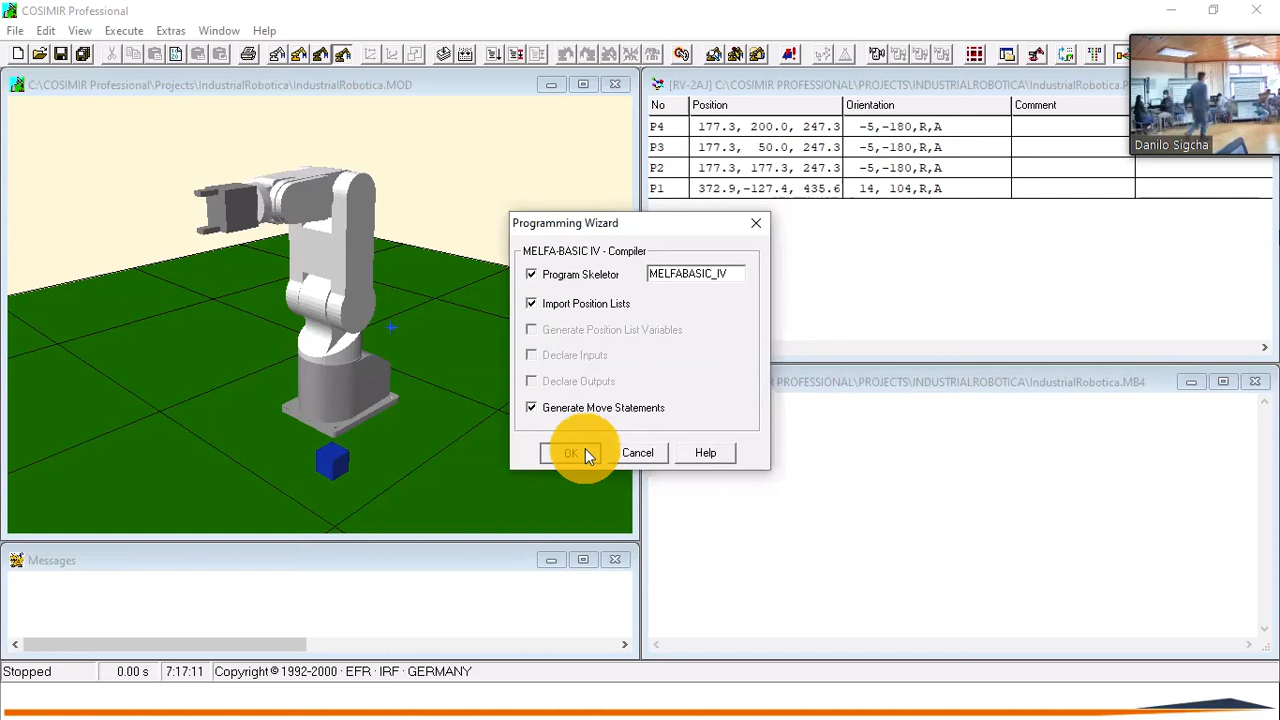 COSIMIR Professional
File Edit View Execute Extras Window Help
C:\COSIMIR Professional\Projects\IndustrialRobotica\IndustrialRobotica.MOD
[RV-2AJ] C:\COSIMIR PROFESSIONAL\PROJECTS\INDUSTRIALROBOTICA\IndustrialRobotica.P
Danilo Sigcha
No Position Orientation Comment
P4 177.3, 200.0, 247.3 -5,-180,R,A
P3 177.3, 50.0, 247.3 -5,-180,R,A
P2 177.3, 177.3, 247.3 -5,-180,R,A
P1 372.9,-127.4, 435.6 14, 104,R,A
Programming Wizard
MELFA-BASIC IV - Compiler
Program Skeletor MELFABASIC_IV
Import Position Lists
Generate Position List Variables
Declare Inputs
Declare Outputs
Generate Move Statements
OK Cancel Help
PROFESSIONAL\PROJECTS\INDUSTRIALROBOTICA\IndustrialRobotica.MB4
Messages
Stopped 0.00 s 7:17:11 Copyright © 1992-2000 · EFR · IRF · GERMANY